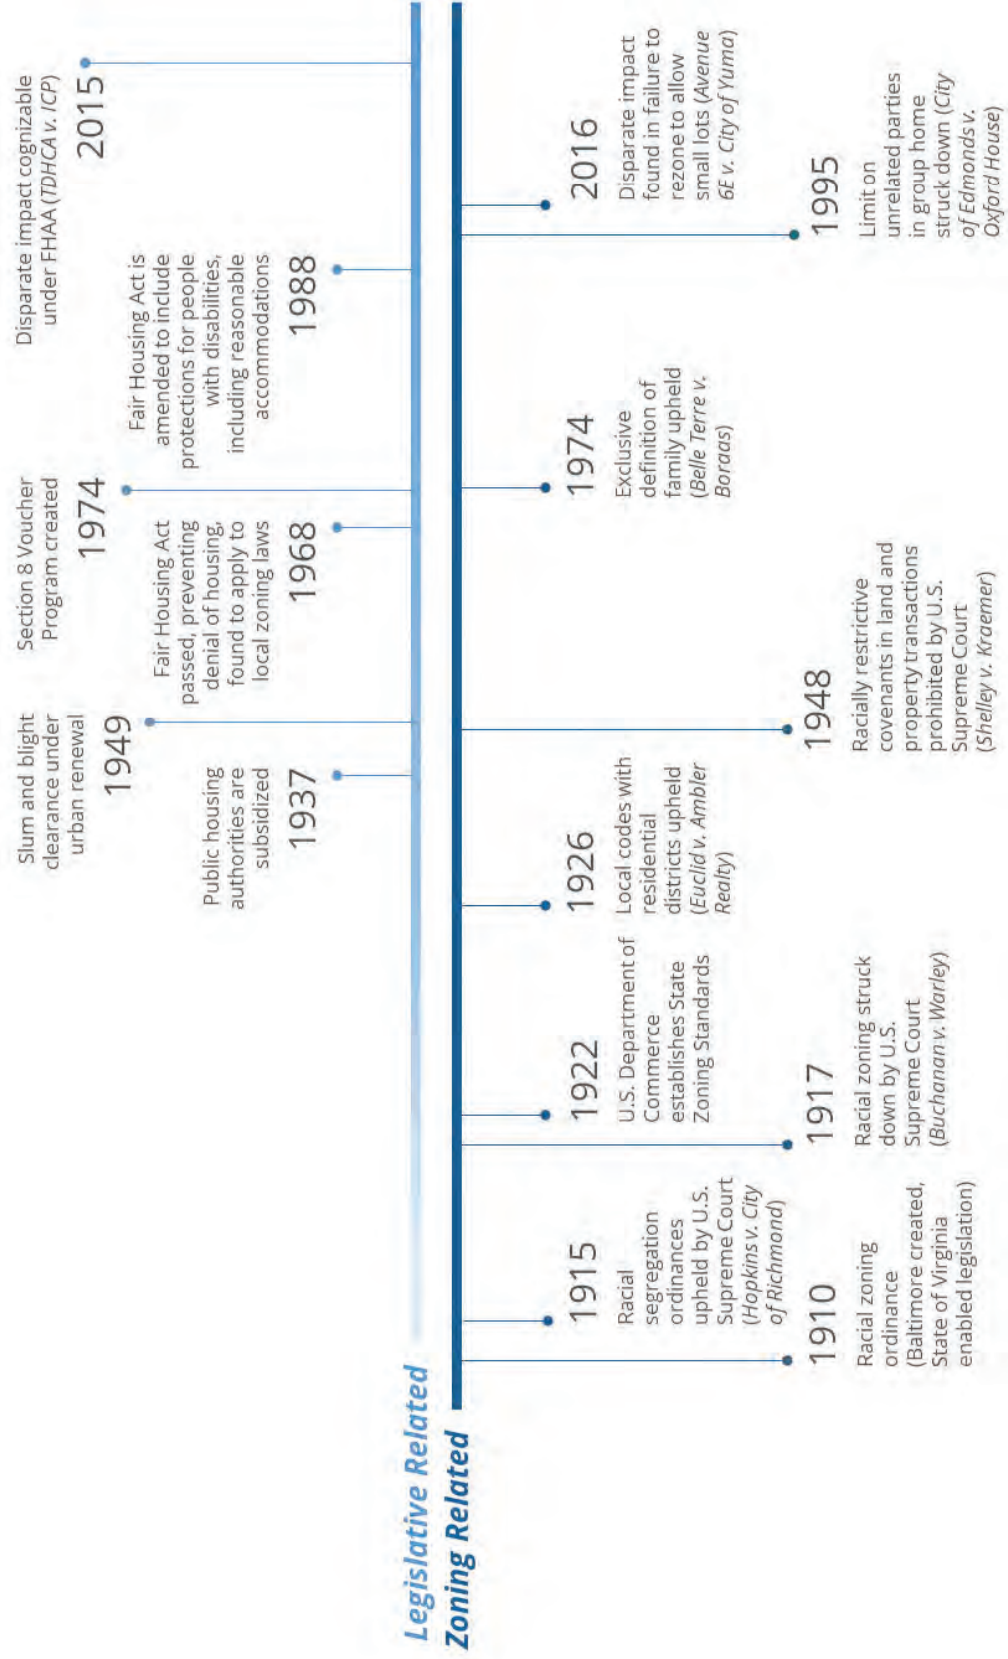 Legislative Related
Zoning Related
Slum and blight
clearance under
urban renewal
1949
Section 8 Voucher
Program created
1974
Disparate impact cognizable
under FHAA (TDHCA v. ICP)
2015
Public housing
authorities are
subsidized
1937
Fair Housing Act
passed, preventing
denial of housing,
found to apply to
local zoning laws
1968
Fair Housing Act is
amended to include
protections for people
with disabilities,
including reasonable
accommodations
1988
1915
Racial
segregation
ordinances
upheld by U.S.
Supreme Court
(Hopkins v. City
of Richmond)
1922
U.S. Department of
Commerce
establishes State
Zoning Standards
1926
Local codes with
residential
districts upheld
(Euclid v. Ambler
Realty)
1974
Exclusive
definition of
family upheld
(Belle Terre v.
Boraas)
2016
Disparate impact
found in failure to
rezone to allow
small lots (Avenue
6E v. City of Yuma)
1910
Racial zoning
ordinance
(Baltimore created,
State of Virginia
enabled legislation)
1917
Racial zoning struck
down by U.S.
Supreme Court
(Buchanan v. Warley)
1948
Racially restrictive
covenants in land and
property transactions
prohibited by U.S.
Supreme Court
(Shelley v. Kraemer)
1995
Limit on
unrelated parties
in group home
struck down (City
of Edmonds v.
Oxford House)